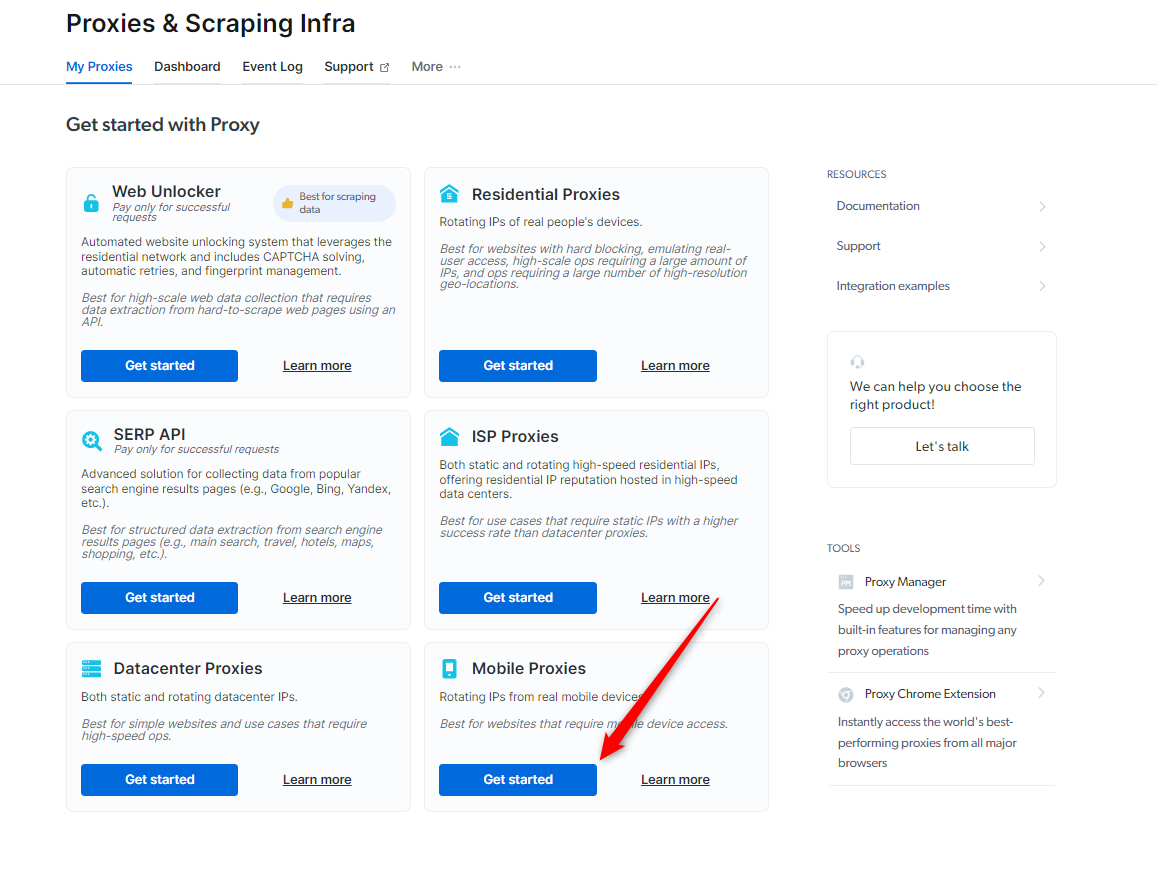 Proxies & Scraping Infra
My Proxies Dashboard Event Log Support More ···
Get started with Proxy
Web Unlocker
Pay only for successful
requests
Best for scraping
data
Automated website unlocking system that leverages the
residential network and includes CAPTCHA solving,
automatic retries, and fingerprint management.
Best for high-scale web data collection that requires
data extraction from hard-to-scrape web pages using an
API.
Get started Learn more
Residential Proxies
Rotating IPs of real people's devices.
Best for websites with hard blocking, emulating real-
user access, high-scale ops requiring a large amount of
IPs, and ops requiring a large number of high-resolution
geo-locations.
Get started Learn more
SERP API
Pay only for successful requests
Advanced solution for collecting data from popular
search engine results pages (e.g., Google, Bing, Yandex,
etc.).
Best for structured data extraction from search engine
results pages (e.g., main search, travel, hotels, maps,
shopping, etc.).
Get started Learn more
ISP Proxies
Both static and rotating high-speed residential IPs,
offering residential IP reputation hosted in high-speed
data centers.
Best for use cases that require static IPs with a higher
success rate than datacenter proxies.
Get started Learn more
Datacenter Proxies
Both static and rotating datacenter IPs.
Best for simple websites and use cases that require
high-speed ops.
Get started Learn more
Mobile Proxies
Rotating IPs from real mobile devices
Best for websites that require mobile device access.
Get started Learn more
RESOURCES
Documentation
Support
Integration examples
We can help you choose the
right product!
Let's talk
TOOLS
PM Proxy Manager
Speed up development time with
built-in features for managing any
proxy operations
Proxy Chrome Extension
Instantly access the world's best-
performing proxies from all major
browsers